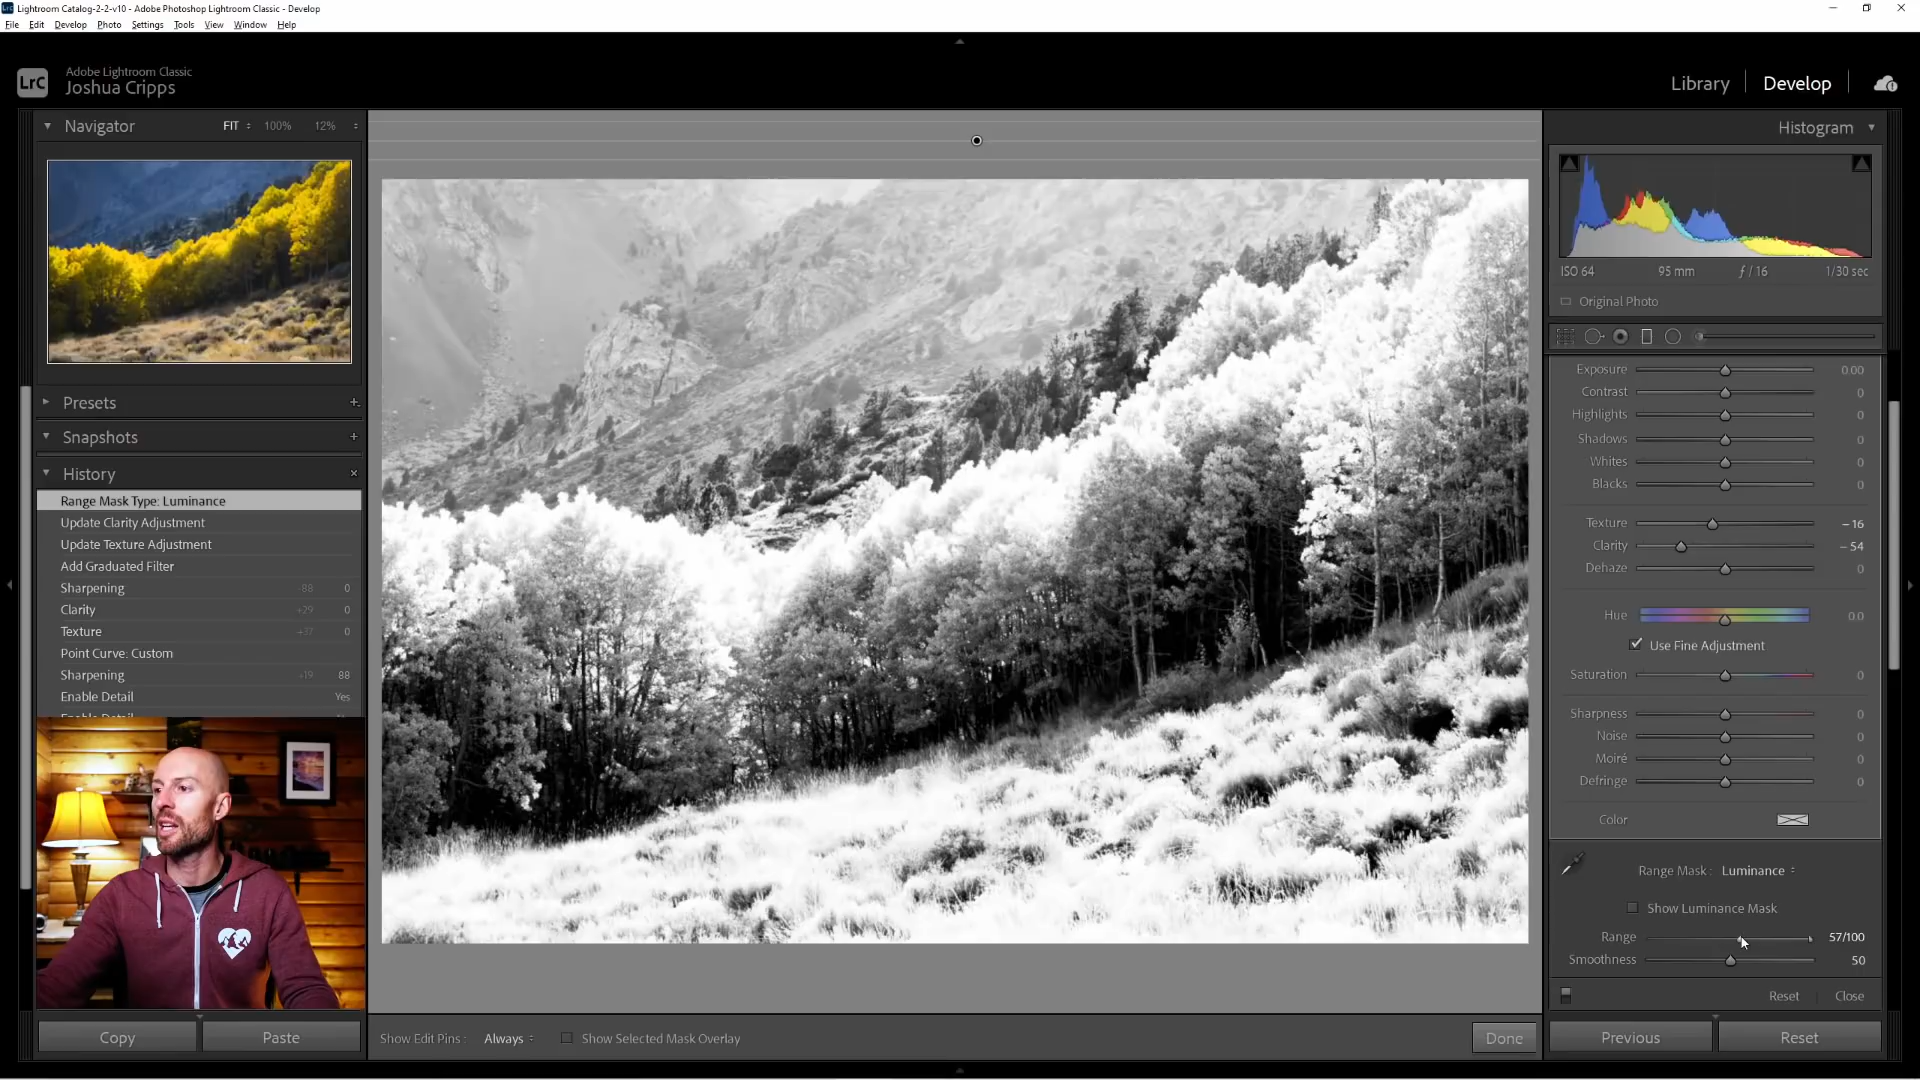 Lightroom Catalog-2-2-v10 - Adobe Photoshop Lightroom Classic - Develop
File Edit Develop Photo Settings Tools View Window Help
LrC
Adobe Lightroom Classic
Joshua Cripps
Library Develop
Navigator FIT 100% 12%
Presets
Snapshots
History
Range Mask Type: Luminance
Update Clarity Adjustment
Update Texture Adjustment
Add Graduated Filter
Sharpening -88 0
Clarity +29 0
Texture +37 0
Point Curve: Custom
Sharpening +19 88
Enable Detail Yes
Copy Paste
Show Edit Pins : Always Show Selected Mask Overlay Done
Histogram
ISO 64 95 mm ƒ / 16 1/30 sec
Original Photo
Exposure 0.00
Contrast 0
Highlights 0
Shadows 0
Whites 0
Blacks 0
Texture – 16
Clarity – 54
Dehaze 0
Hue 0.0
Use Fine Adjustment
Saturation 0
Sharpness 0
Noise 0
Moiré 0
Defringe 0
Color
Range Mask : Luminance
Show Luminance Mask
Range 57/100
Smoothness 50
Reset Close
Previous Reset